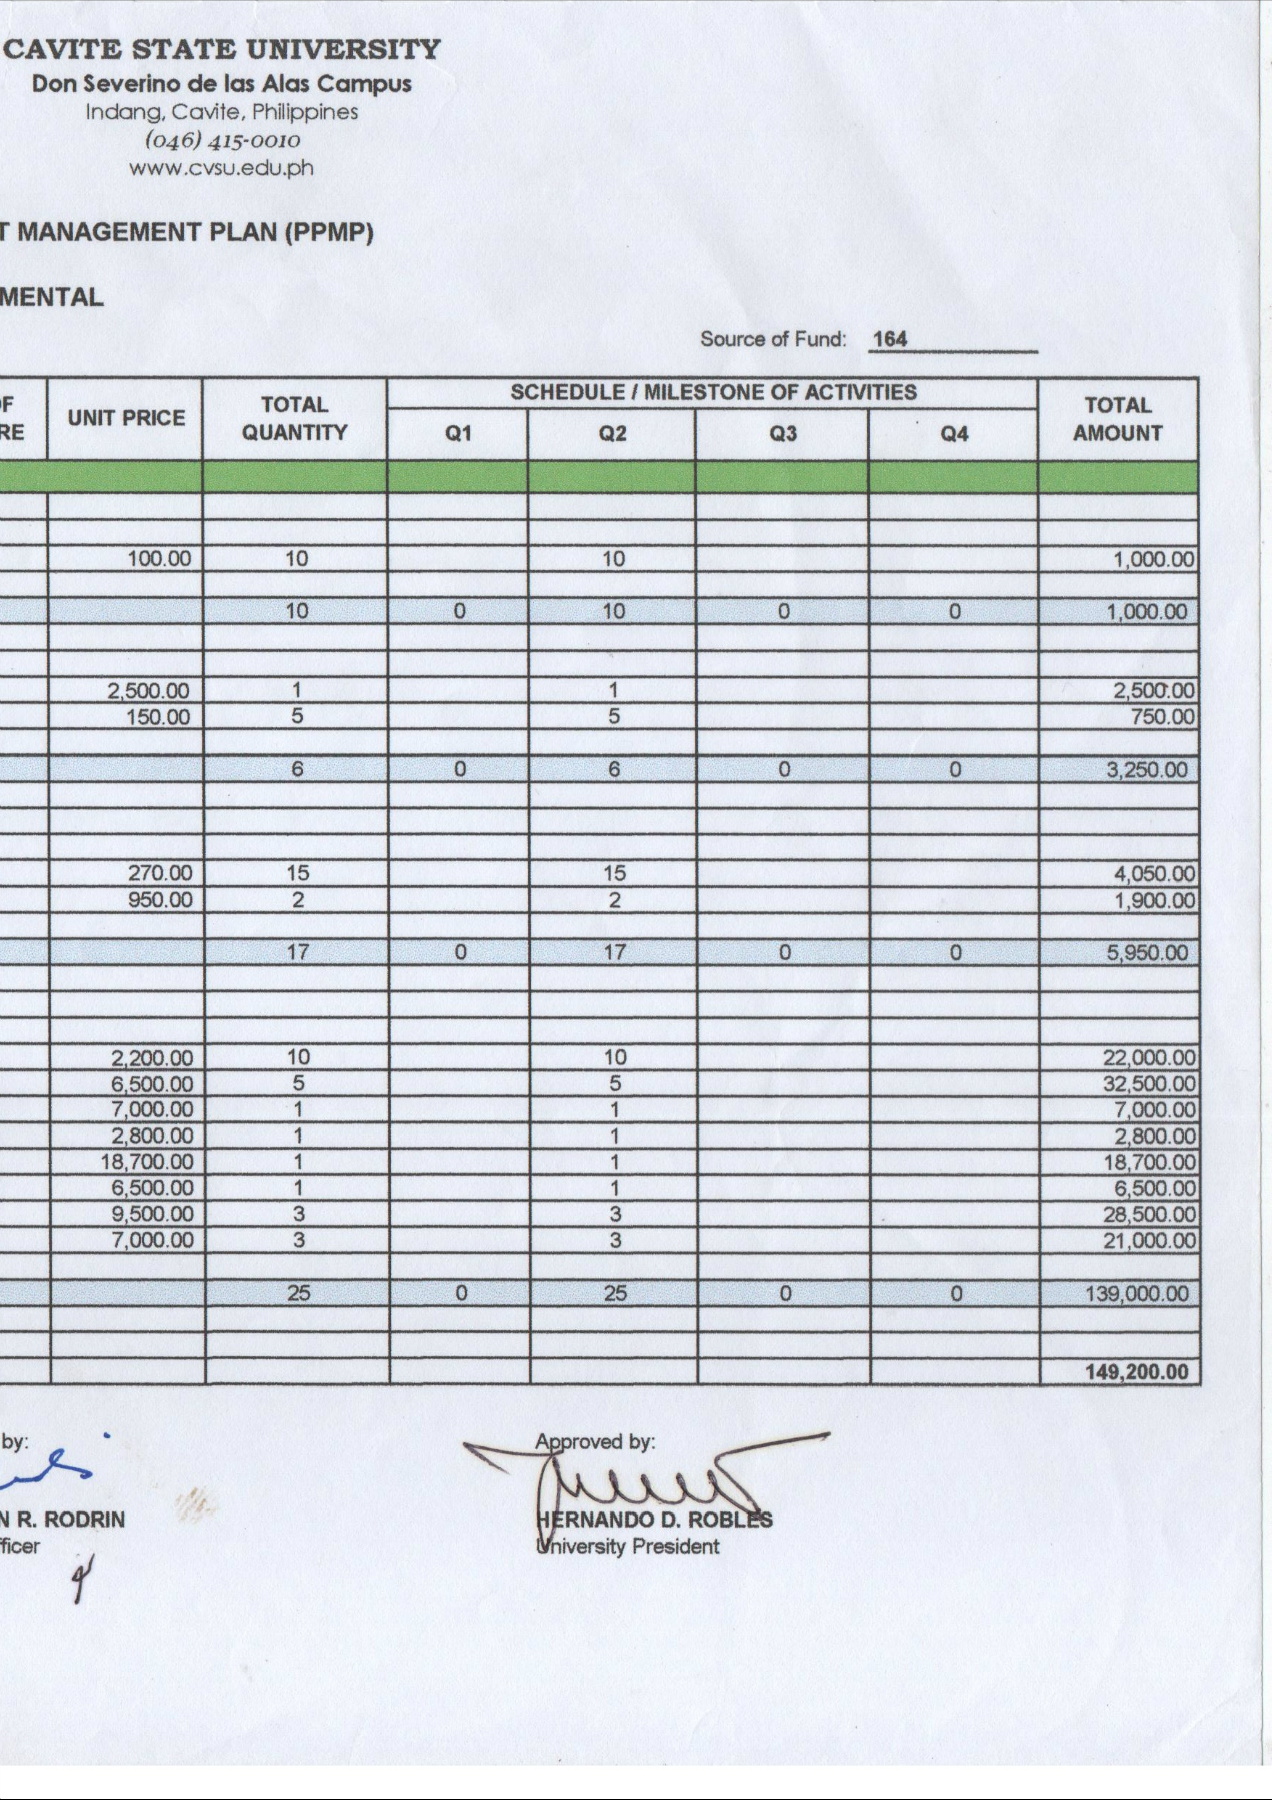 CAVITE STATE UNIVERSITY
Don Severino de las Alas Campus
Indang, Cavite, Philippines
(046) 415-0010
www.cvsu.edu.ph
T MANAGEMENT PLAN (PPMP)
MENTAL
Source of Fund: 164
OF RE UNIT PRICE TOTAL QUANTITY SCHEDULE / MILESTONE OF ACTIVITIES TOTAL AMOUNT
Q1 Q2 Q3 Q4
100.00 10 10 1,000.00
10 0 10 0 0 1,000.00
2,500.00 1 1 2,500.00
150.00 5 5 750.00
6 0 6 0 0 3,250.00
270.00 15 15 4,050.00
950.00 2 2 1,900.00
17 0 17 0 0 5,950.00
2,200.00 10 10 22,000.00
6,500.00 5 5 32,500.00
7,000.00 1 1 7,000.00
2,800.00 1 1 2,800.00
18,700.00 1 1 18,700.00
6,500.00 1 1 6,500.00
9,500.00 3 3 28,500.00
7,000.00 3 3 21,000.00
25 0 25 0 0 139,000.00
149,200.00
by: Approved by:
N R. RODRIN HERNANDO D. ROBLES
ficer University President